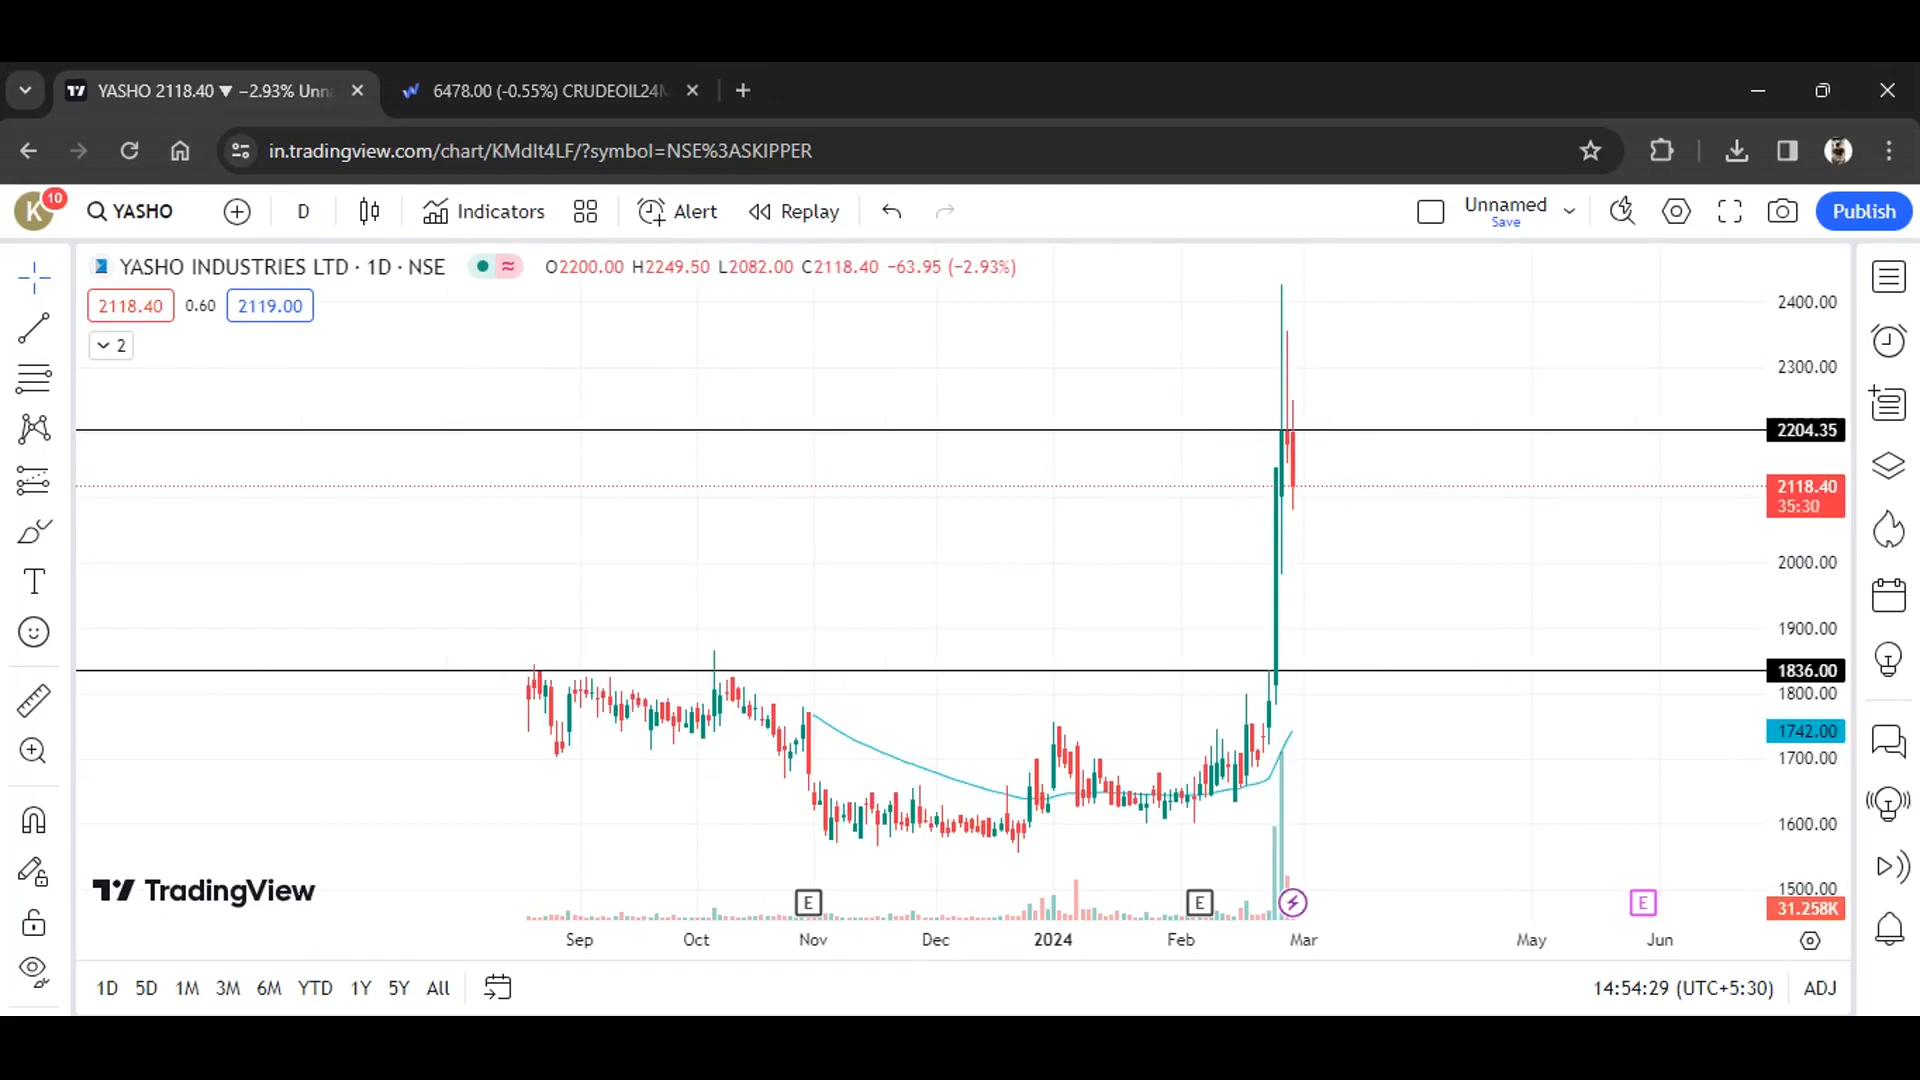 YASHO 2118.40 ▼ −2.93% Unn
6478.00 (-0.55%) CRUDEOIL24M
in.tradingview.com/chart/KMdIt4LF/?symbol=NSE%3ASKIPPER
K 10 YASHO D Indicators Alert Replay Unnamed Save Publish
YASHO INDUSTRIES LTD · 1D · NSE O2200.00 H2249.50 L2082.00 C2118.40 −63.95 (−2.93%)
2118.40 0.60 2119.00
2
2400.00
2300.00
2204.35
2118.40
35:30
2000.00
1900.00
1836.00
1800.00
1742.00
1700.00
1600.00
1500.00
31.258K
TradingView
E E E
Sep Oct Nov Dec 2024 Feb Mar May Jun
1D 5D 1M 3M 6M YTD 1Y 5Y All 14:54:29 (UTC+5:30) ADJ